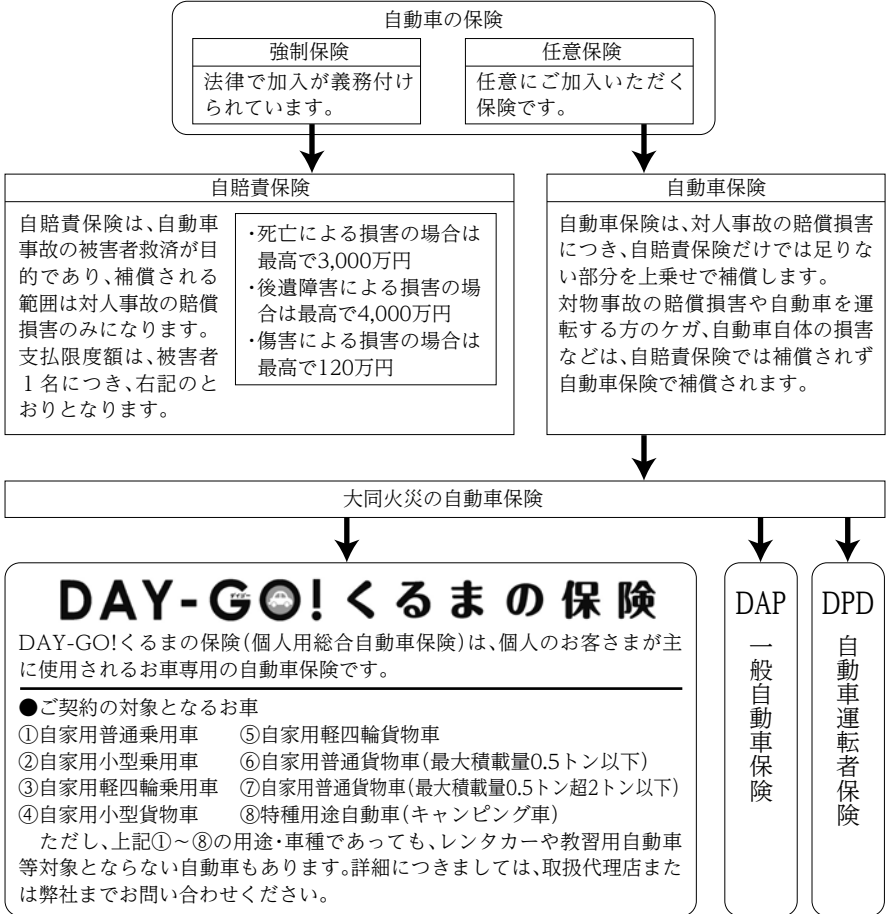 自動車の保険
強制保険
法律で加入が義務付け
られています。
任意保険
任意にご加入いただく
保険です。
自賠責保険
自賠責保険は、自動車
事故の被害者救済が目
的であり、補償される
範囲は対人事故の賠償
損害のみになります。
支払限度額は、被害者
１名につき、右記のと
おりとなります。
・死亡による損害の場合は
最高で3,000万円
・後遺障害による損害の場
合は最高で4,000万円
・傷害による損害の場合は
最高で120万円
自動車保険
自動車保険は、対人事故の賠償損害
につき、自賠責保険だけでは足りな
い部分を上乗せで補償します。
対物事故の賠償損害や自動車を運
転する方のケガ、自動車自体の損害
などは、自賠責保険では補償されず
自動車保険で補償されます。
大同火災の自動車保険
DAY-GO!くるまの保険
DAY-GO!くるまの保険(個人用総合自動車保険)は、個人のお客さまが主
に使用されるお車専用の自動車保険です。
●ご契約の対象となるお車
①自家用普通乗用車 ⑤自家用軽四輪貨物車
②自家用小型乗用車 ⑥自家用普通貨物車(最大積載量0.5トン以下)
③自家用軽四輪乗用車 ⑦自家用普通貨物車(最大積載量0.5トン超2トン以下)
④自家用小型貨物車 ⑧特種用途自動車(キャンピング車)
ただし、上記①～⑧の用途・車種であっても、レンタカーや教習用自動車
等対象とならない自動車もあります。詳細につきましては、取扱代理店また
は弊社までお問い合わせください。
DAP
一般自動車保険
DPD
自動車運転者保険